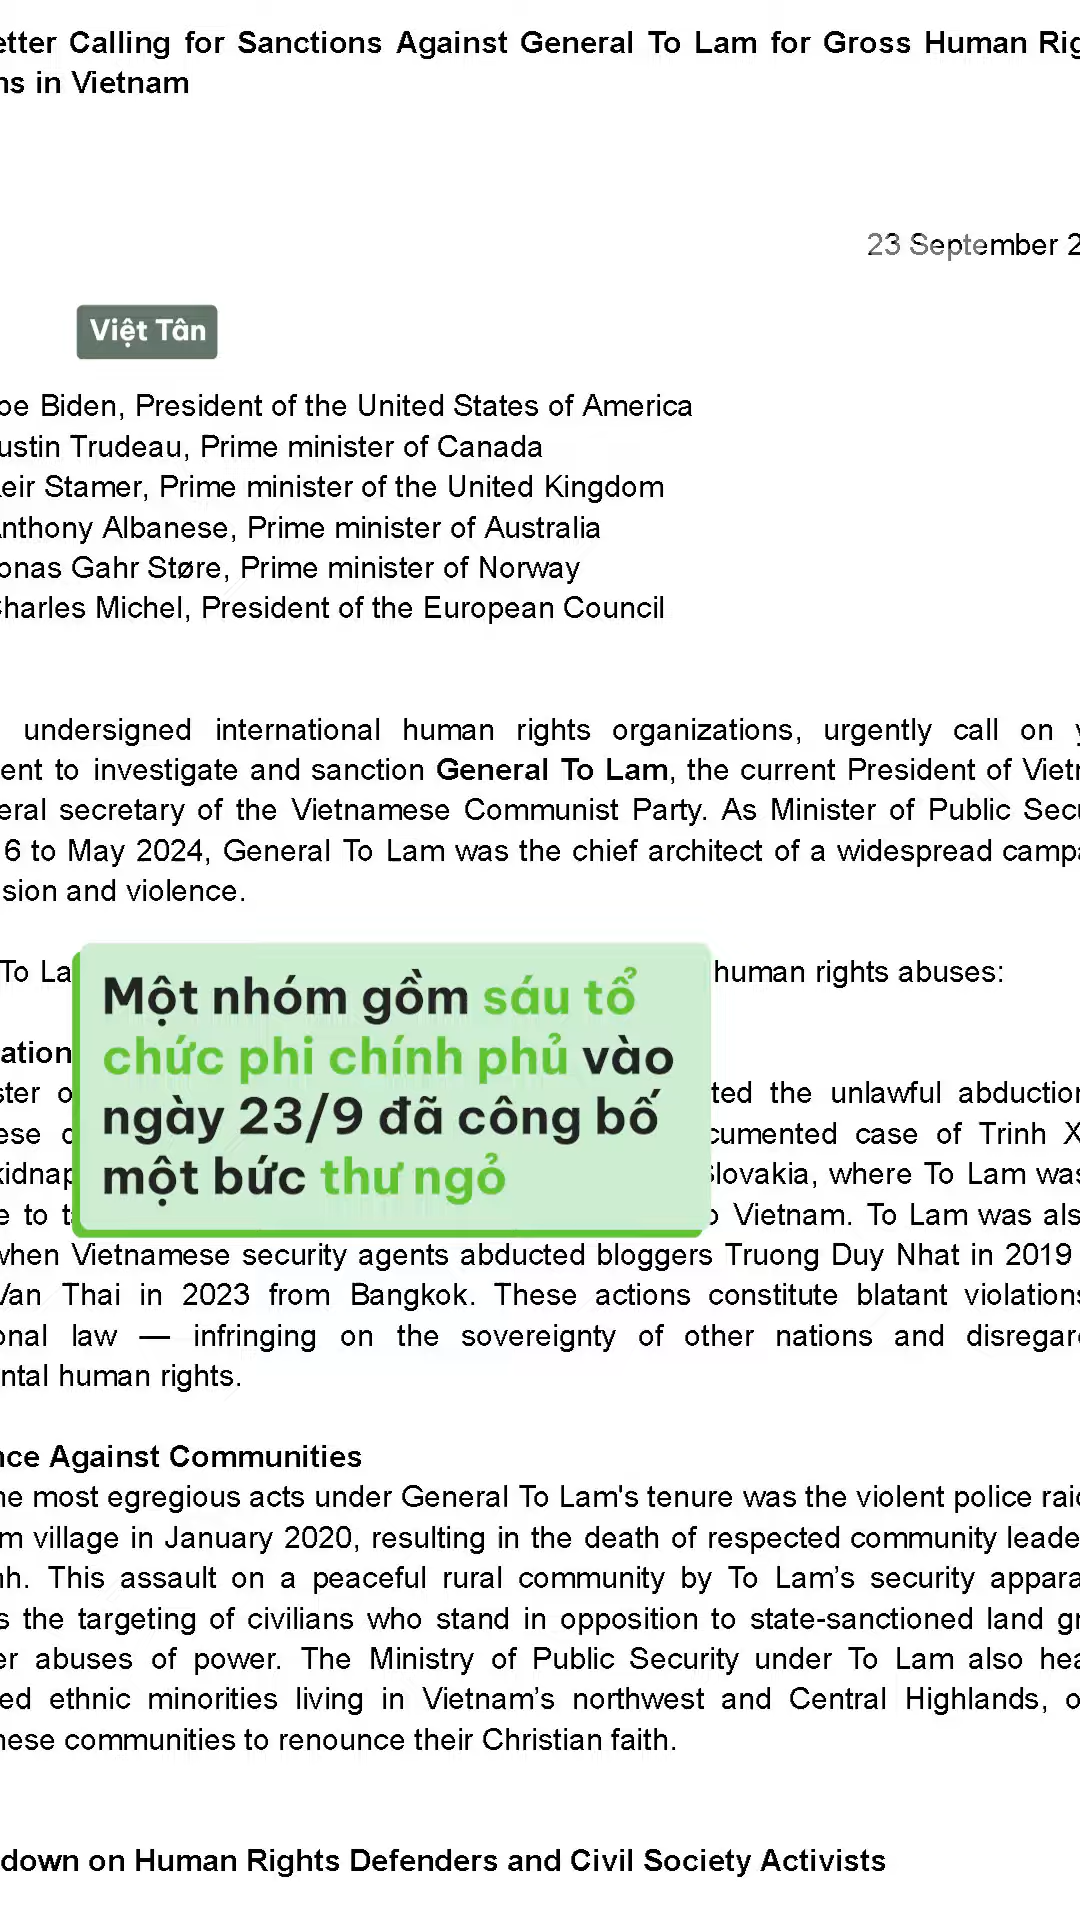 etter Calling for Sanctions Against General To Lam for Gross Human Rig
ns in Vietnam
23 September 2
Việt Tân
oe Biden, President of the United States of America
ustin Trudeau, Prime minister of Canada
eir Stamer, Prime minister of the United Kingdom
nthony Albanese, Prime minister of Australia
onas Gahr Støre, Prime minister of Norway
Charles Michel, President of the European Council
undersigned international human rights organizations, urgently call on y
ent to investigate and sanction General To Lam, the current President of Vietn
eral secretary of the Vietnamese Communist Party. As Minister of Public Secu
6 to May 2024, General To Lam was the chief architect of a widespread campa
sion and violence.
To La human rights abuses:
Một nhóm gồm sáu tổ
chức phi chính phủ vào
ngày 23/9 đã công bố
một bức thư ngỏ
ation
ster o ted the unlawful abduction
ese c cumented case of Trinh X
kidnap Slovakia, where To Lam was
e to t o Vietnam. To Lam was als
when Vietnamese security agents abducted bloggers Truong Duy Nhat in 2019
Van Thai in 2023 from Bangkok. These actions constitute blatant violations
onal law — infringing on the sovereignty of other nations and disregard
ntal human rights.
nce Against Communities
he most egregious acts under General To Lam's tenure was the violent police raid
m village in January 2020, resulting in the death of respected community leade
nh. This assault on a peaceful rural community by To Lam’s security appara
s the targeting of civilians who stand in opposition to state-sanctioned land gr
er abuses of power. The Ministry of Public Security under To Lam also hea
ed ethnic minorities living in Vietnam’s northwest and Central Highlands, o
hese communities to renounce their Christian faith.
down on Human Rights Defenders and Civil Society Activists